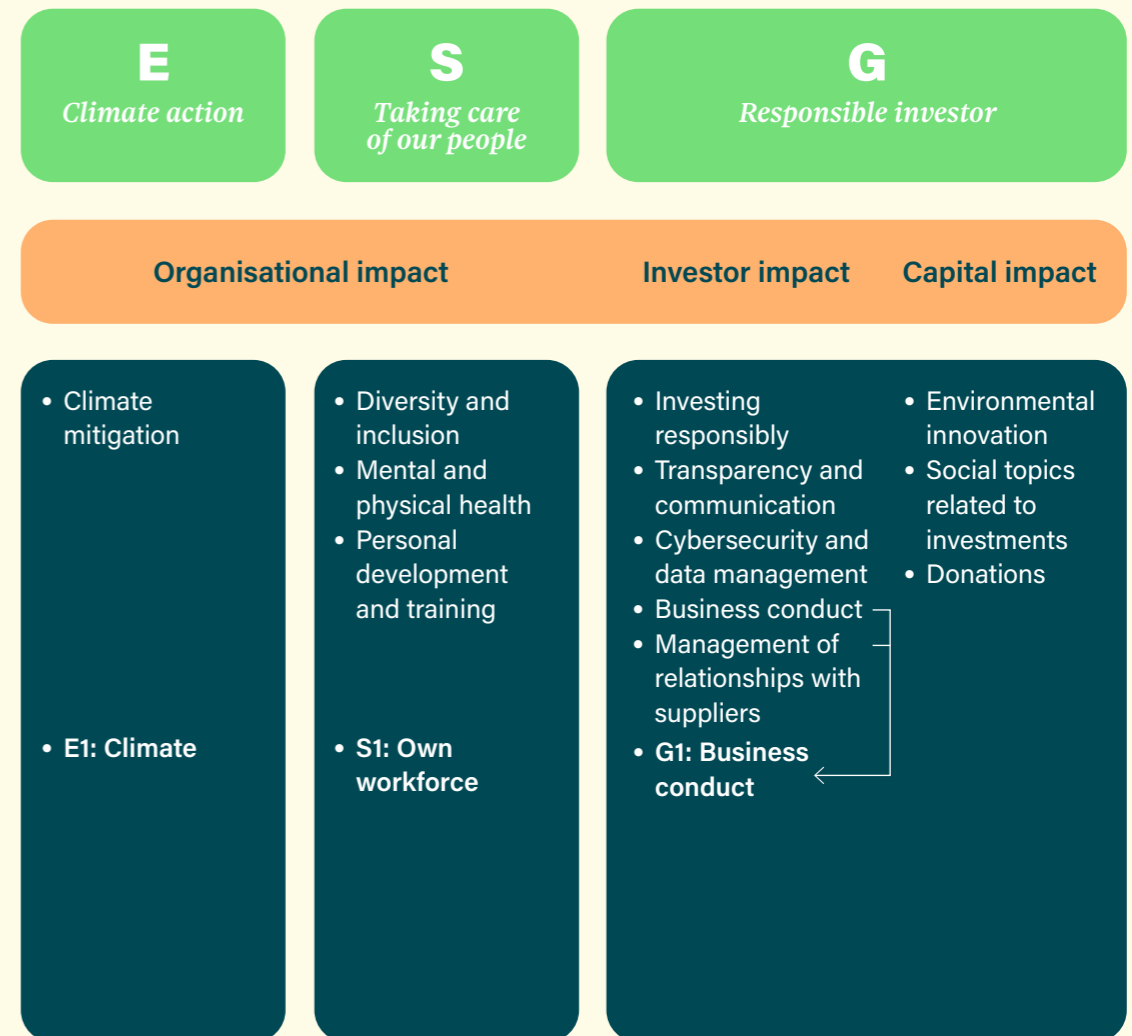 E
Climate action
S
Taking care
of our people
G
Responsible investor
Organisational impact
Investor impact
Capital impact
• Climate
mitigation
• E1: Climate
• Diversity and
inclusion
• Mental and
physical health
• Personal
development
and training
• S1: Own
workforce
• Investing
responsibly
• Transparency and
communication
• Cybersecurity and
data management
• Business conduct
• Management of
relationships with
suppliers
• G1: Business
conduct
• Environmental
innovation
• Social topics
related to
investments
• Donations